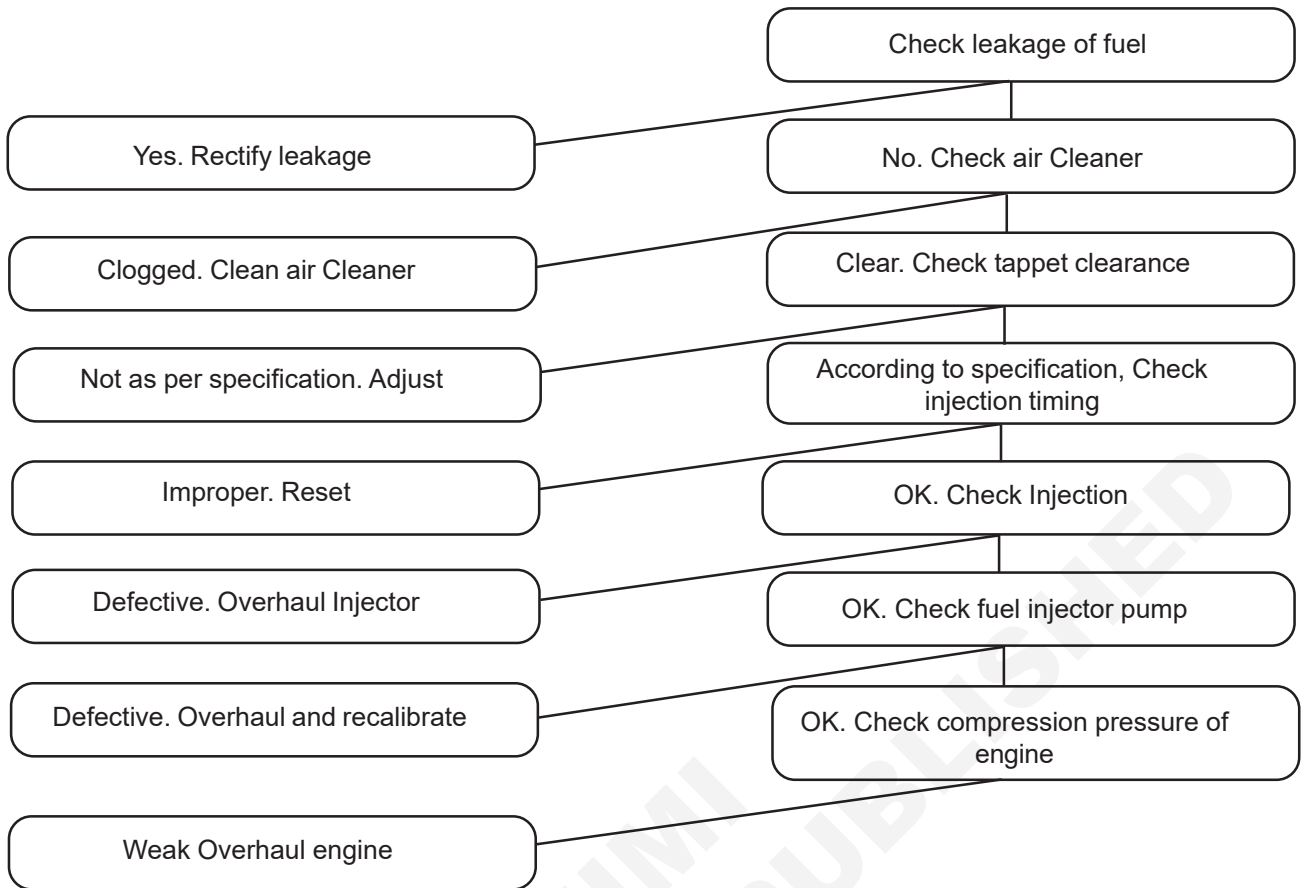 Check leakage of fuel
Yes. Rectify leakage
No. Check air Cleaner
Clogged. Clean air Cleaner
Clear. Check tappet clearance
Not as per specification. Adjust
According to specification, Check
injection timing
Improper. Reset
OK. Check Injection
Defective. Overhaul Injector
OK. Check fuel injector pump
Defective. Overhaul and recalibrate
OK. Check compression pressure of
engine
Weak Overhaul engine